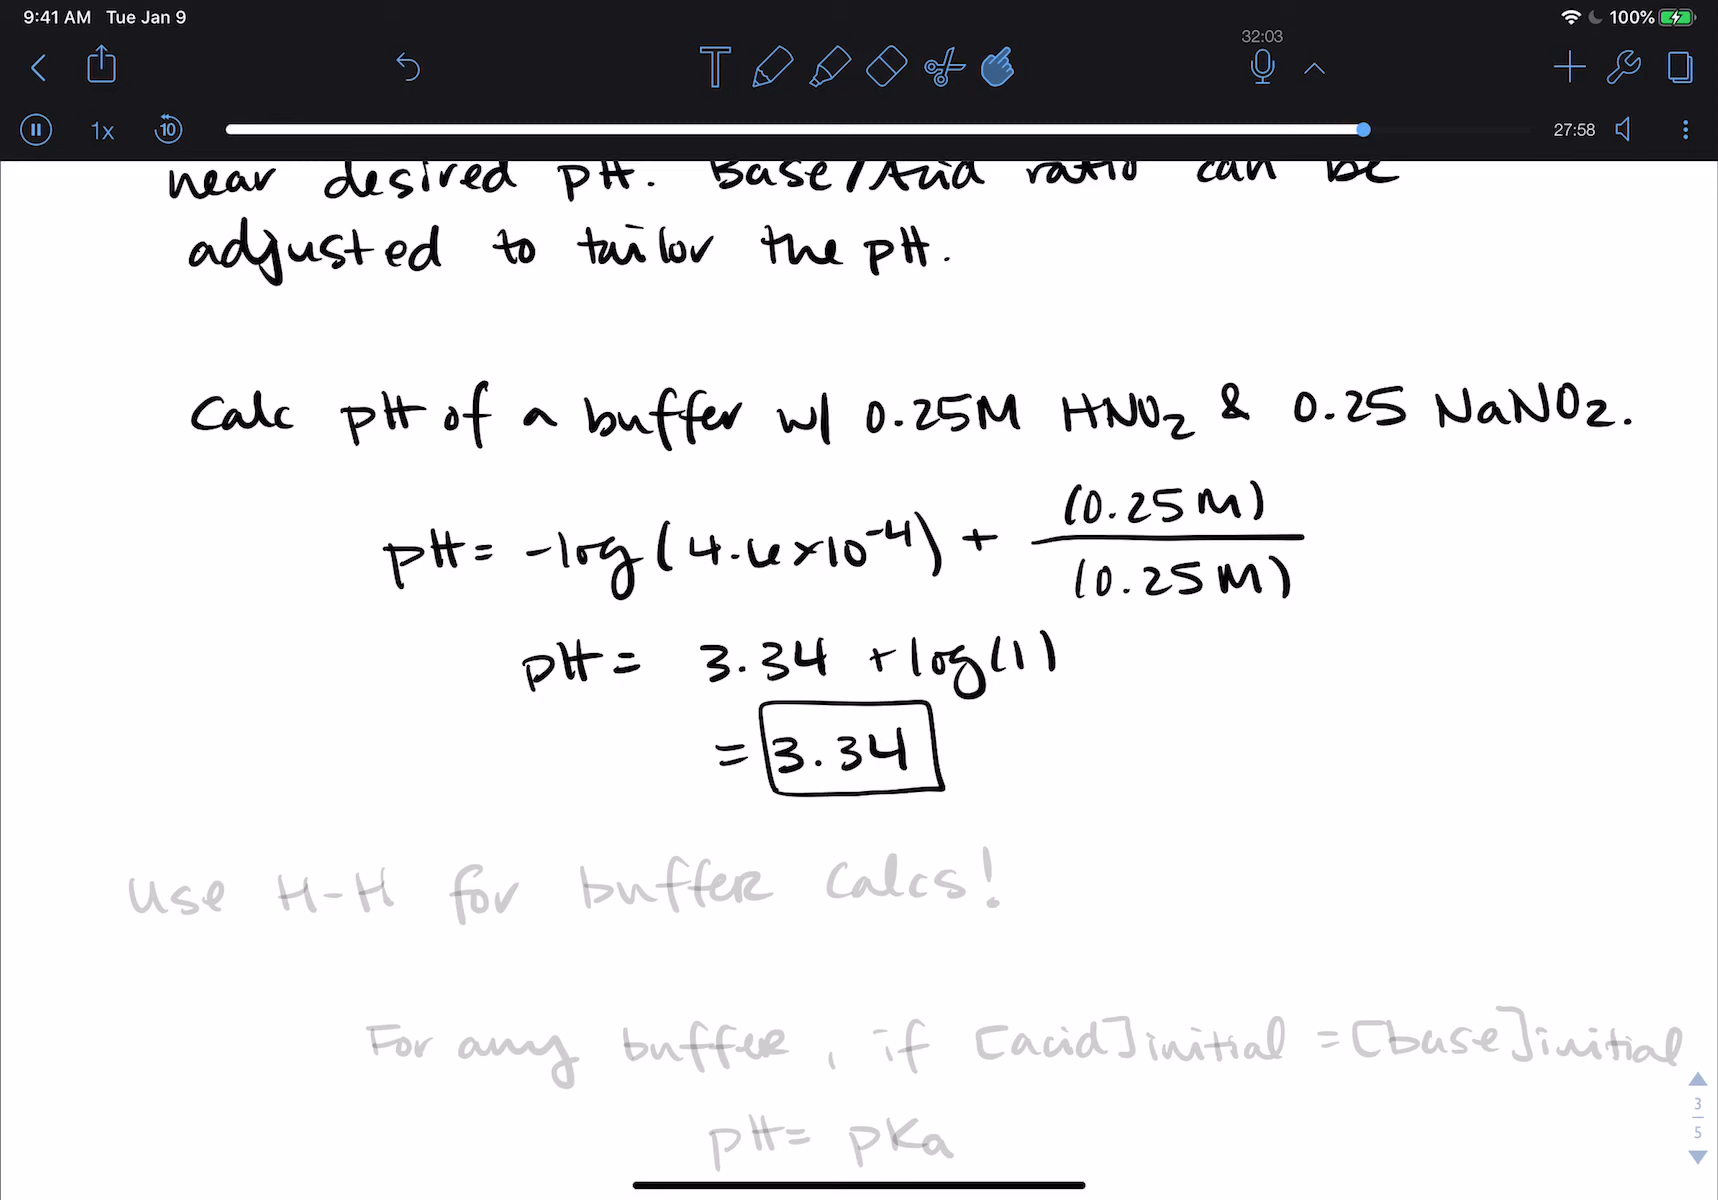 9:41 AM Tue Jan 9
100%
32:03
1x
10
27:58
near desired pH. Base/Acid ratio can be
adjusted to tailor the pH.
Calc pH of a buffer w/ 0.25M HNO₂ & 0.25 NaNO₂.
pH = -log(4.6×10⁻⁴) + (0.25M)
(0.25M)
pH = 3.34 + log(1)
= 3.34
Use H-H for buffer calcs!
For any buffer, if [acid]initial = [base]initial
pH = pKa
3
5